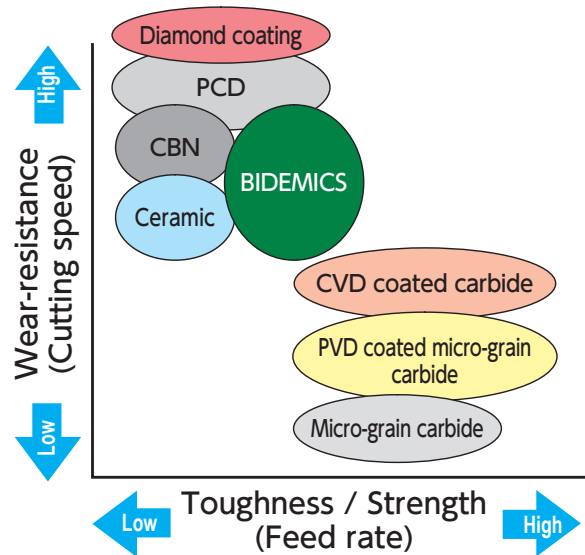 Diamond coating
PCD
CBN
BIDEMICS
Ceramic
CVD coated carbide
PVD coated micro-grain
carbide
Micro-grain carbide
High
Wear-resistance
(Cutting speed)
Low
Low
Toughness / Strength
(Feed rate)
High